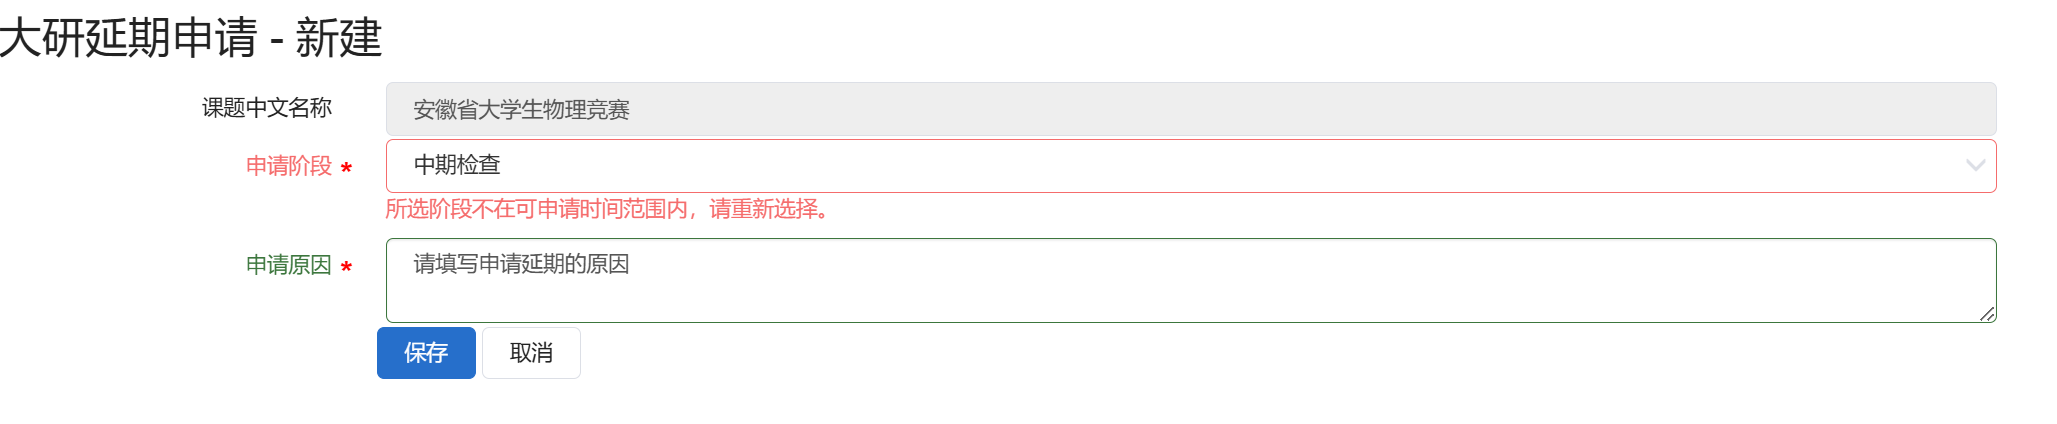 大研延期申请 - 新建
课题中文名称 安徽省大学生物理竞赛
申请阶段 * 中期检查
所选阶段不在可申请时间范围内，请重新选择。
申请原因 * 请填写申请延期的原因
保存 取消